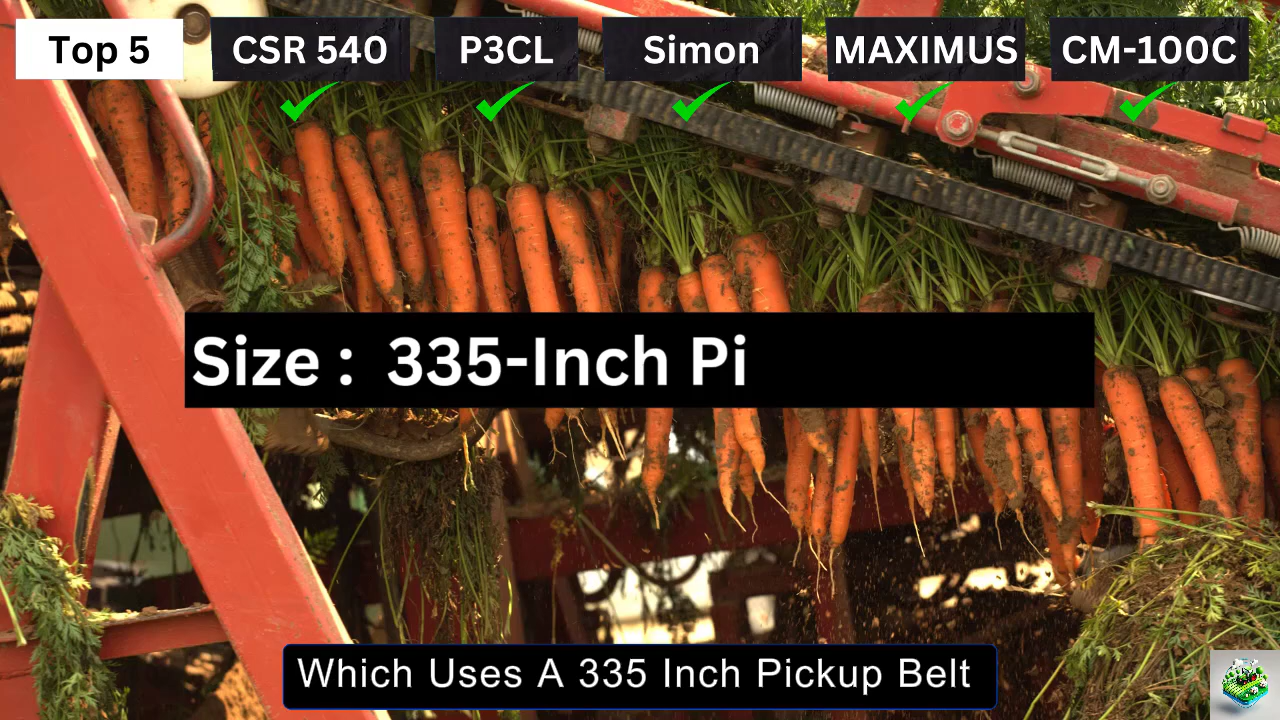 Top 5
CSR 540
P3CL
Simon
MAXIMUS
CM-100C
Size : 335-Inch Pi
Which Uses A 335 Inch Pickup Belt